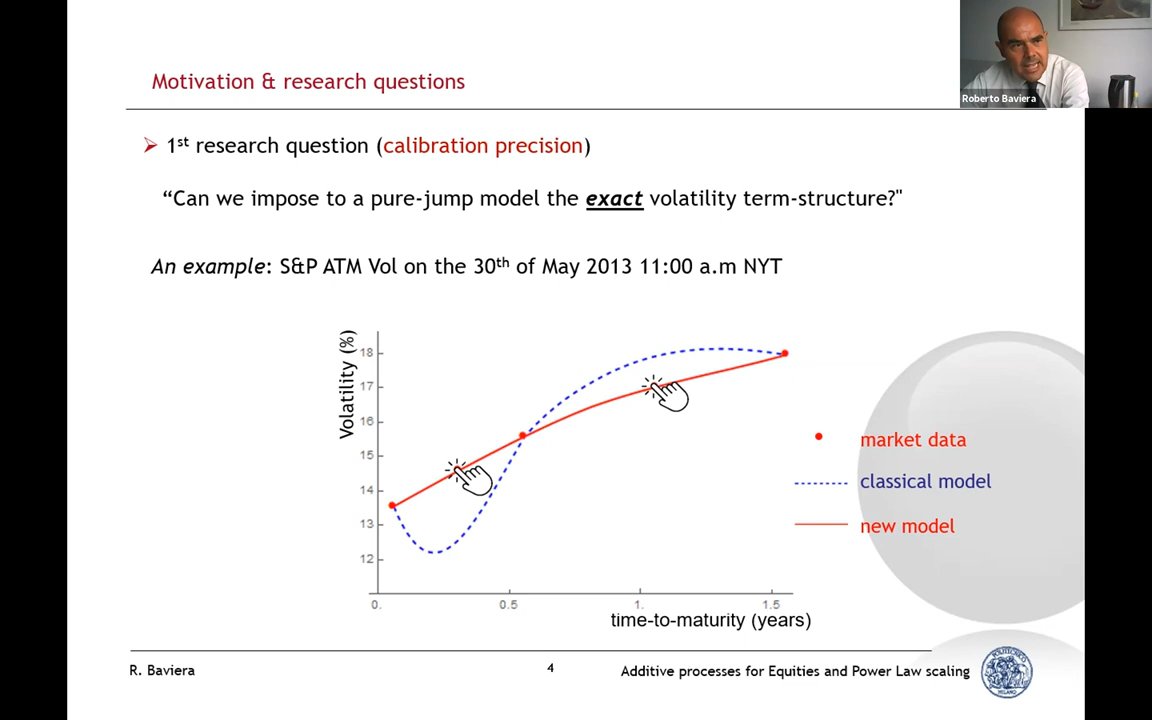 Roberto Baviera
Motivation & research questions
➢ 1st research question (calibration precision)
“Can we impose to a pure-jump model the exact volatility term-structure?"
An example: S&P ATM Vol on the 30th of May 2013 11:00 a.m NYT
Volatility (%)
18
17
16
15
14
13
12
0.
0.5
1.
1.5
time-to-maturity (years)
market data
classical model
new model
R. Baviera
4
Additive processes for Equities and Power Law scaling
POLITECNICO
MILANO